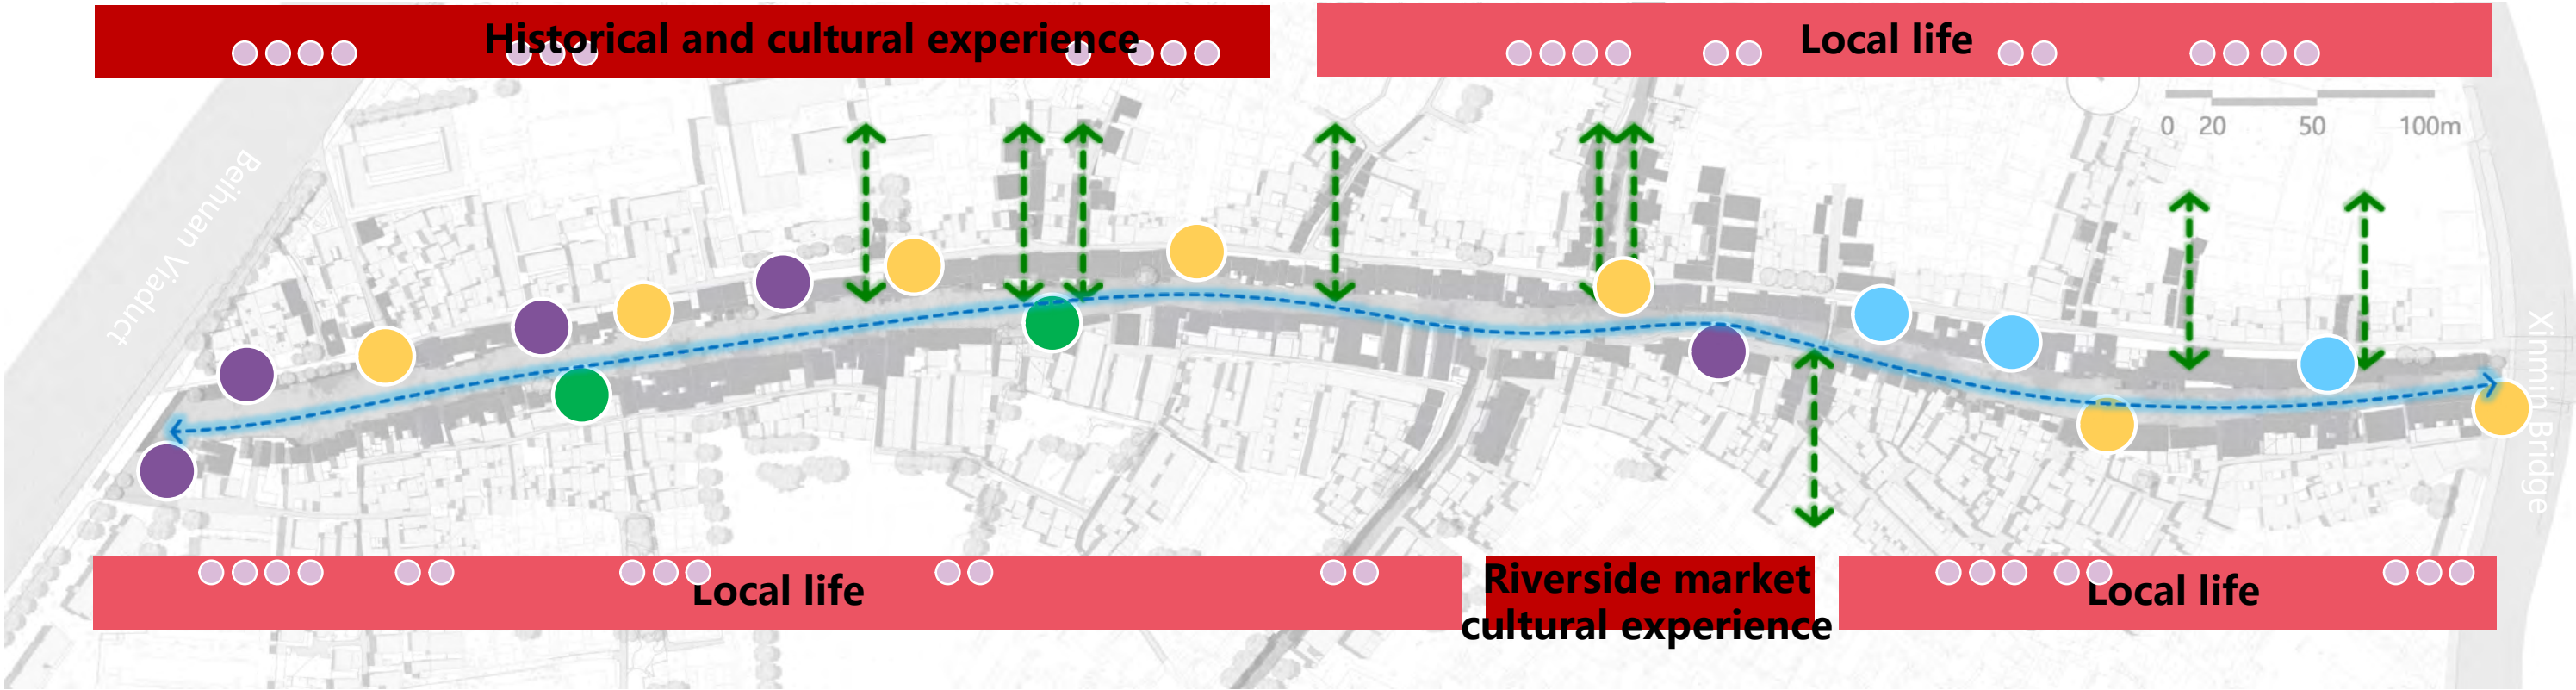 Historical and cultural experience
Local life
0 20 50 100m
Beihuan Viaduct
Xinmin Bridge
Local life
Riverside market
cultural experience
Local life